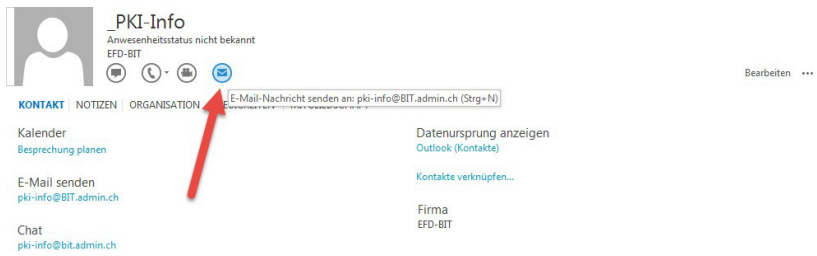 _PKI-Info
Anwesenheitsstatus nicht bekannt
EFD-BIT
Bearbeiten ...
E-Mail-Nachricht senden an: pki-info@BIT.admin.ch (Strg+N)
KONTAKT NOTIZEN ORGANISATION
Kalender
Besprechung planen
E-Mail senden
pki-info@BIT.admin.ch
Chat
pki-info@bit.admin.ch
Datenursprung anzeigen
Outlook (Kontakte)
Kontakte verknüpfen...
Firma
EFD-BIT